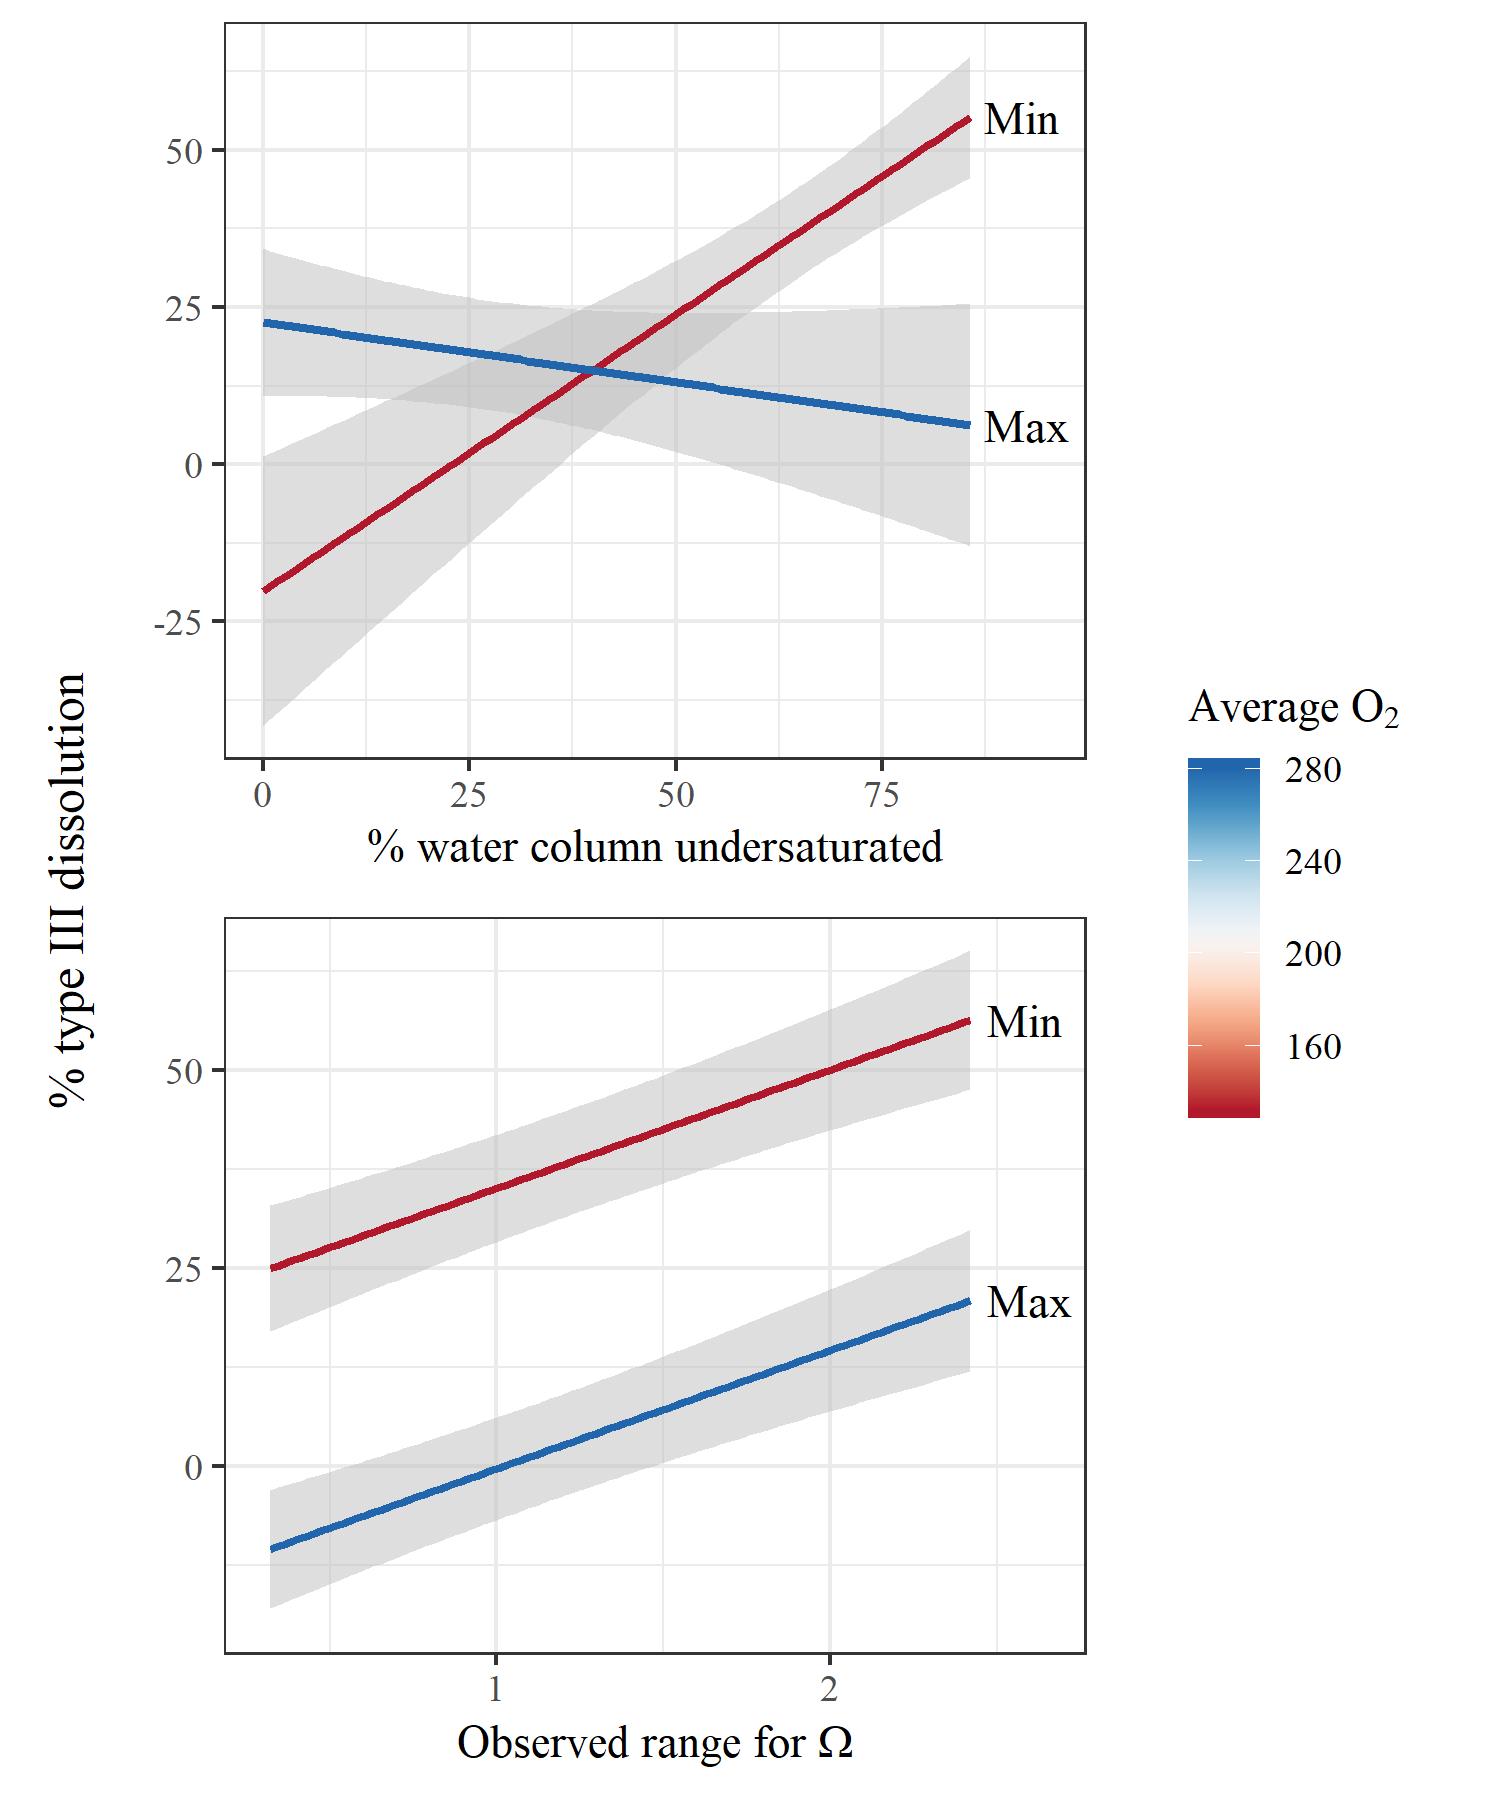 % type III dissolution
50
25
0
-25
Min
Max
0 25 50 75
% water column undersaturated
50
25
0
Min
Max
1 2
Observed range for Ω
Average O₂
280
240
200
160